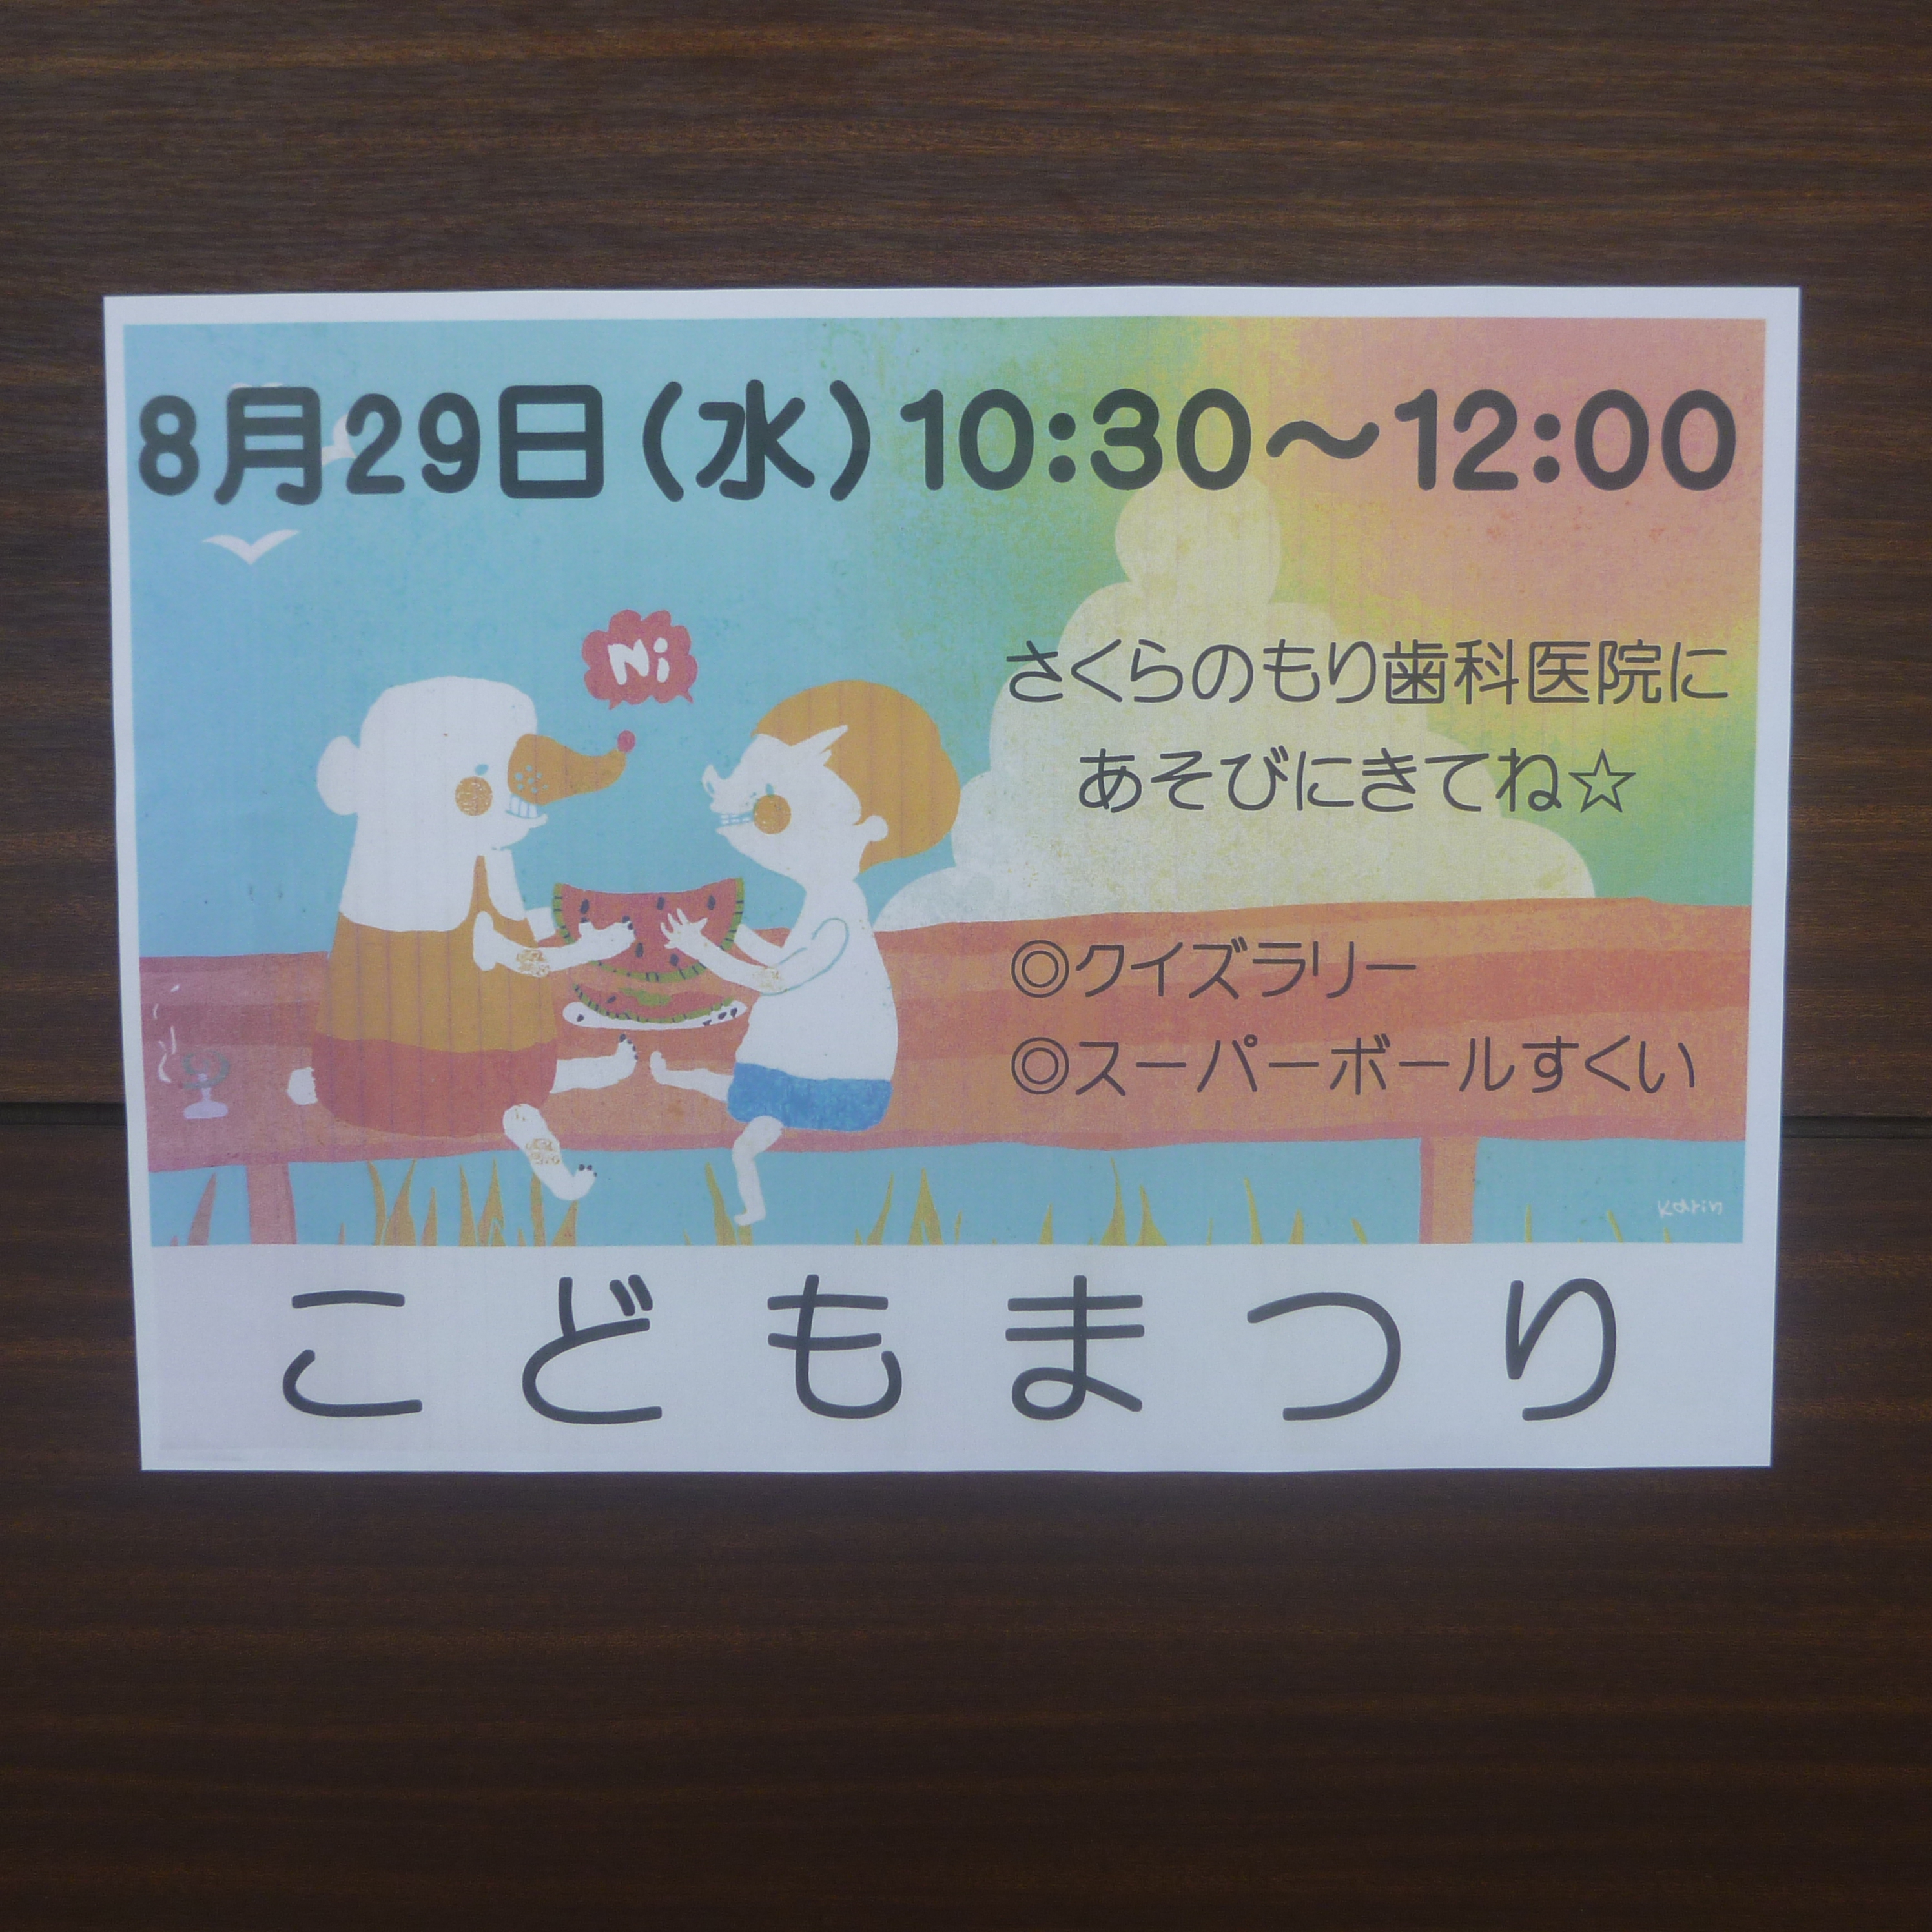 8月29日(水)10:30～12:00
Ni
さくらのもり歯科医院に
あそびにきてね☆
◎クイズラリー
◎スーパーボールすくい
Karin
こどもまつり